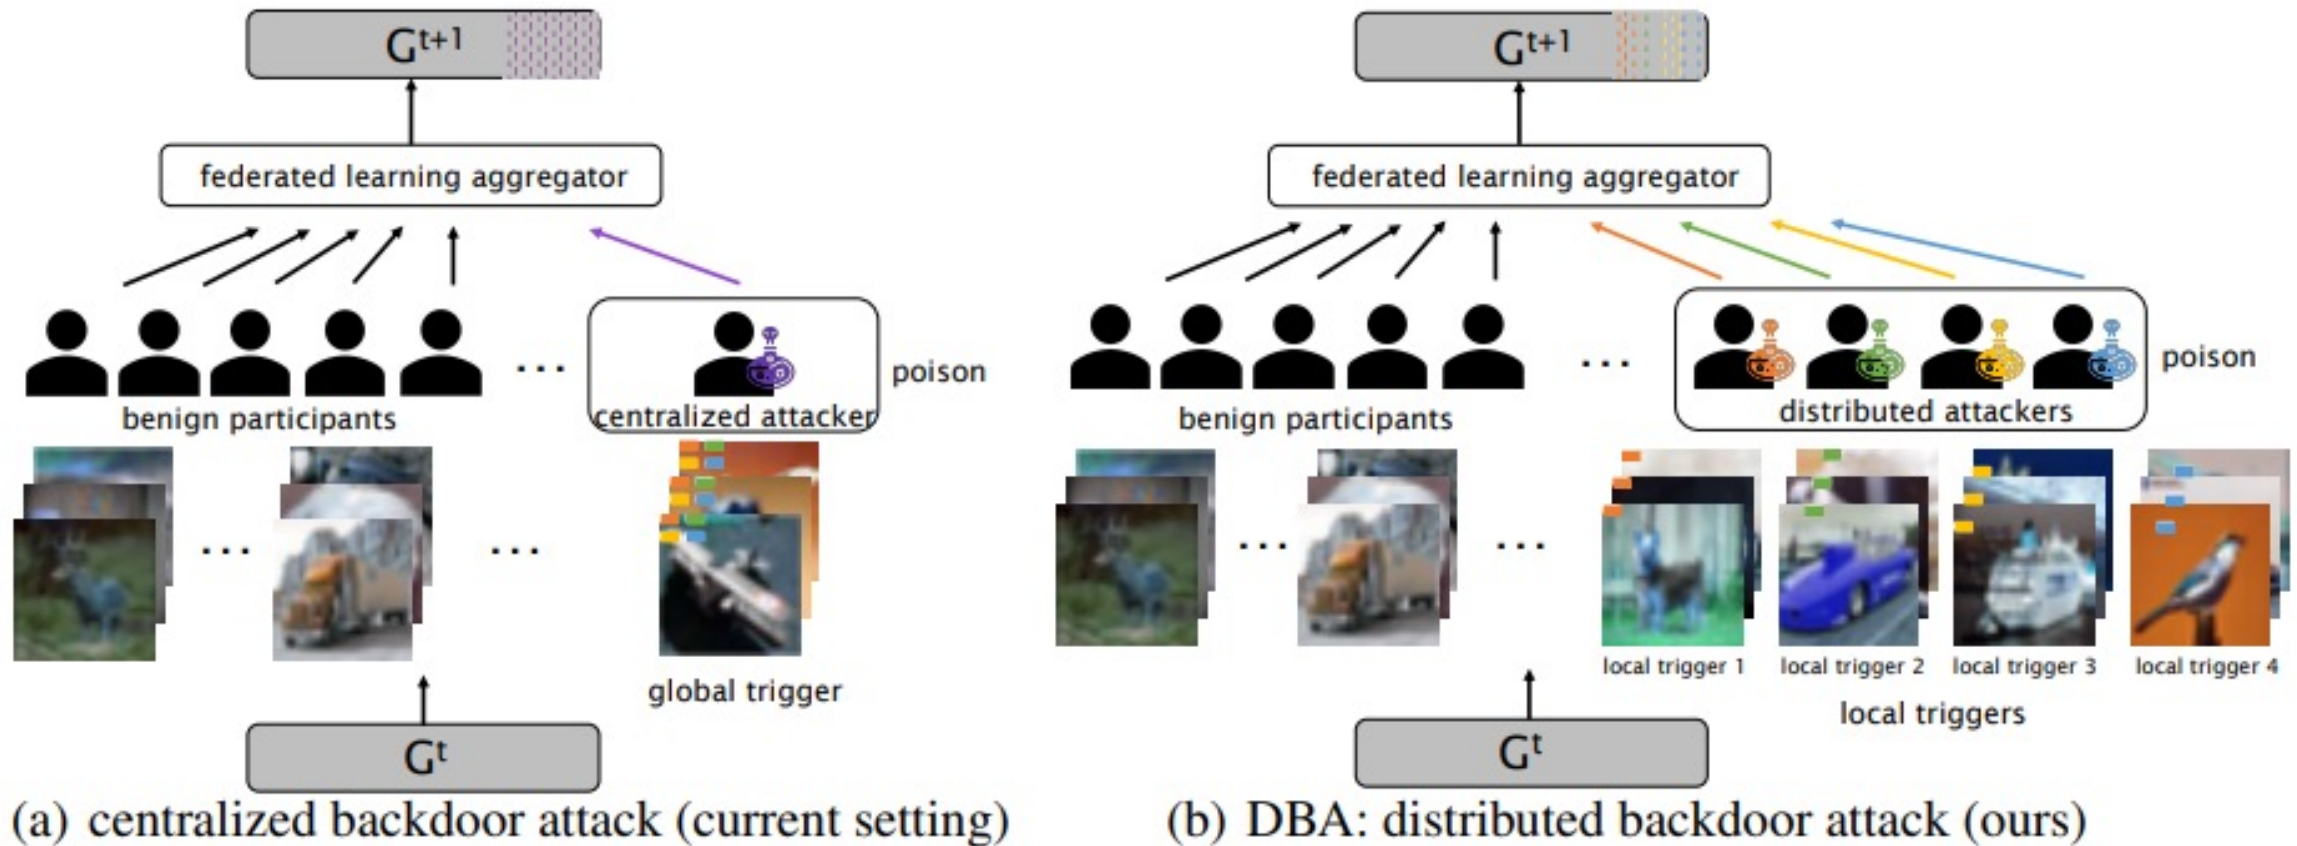 G^{t+1}
federated learning aggregator
benign participants
...
centralized attacker
poison
...
...
global trigger
G^t
(a) centralized backdoor attack (current setting)
G^{t+1}
federated learning aggregator
benign participants
...
distributed attackers
poison
...
...
local trigger 1
local trigger 2
local trigger 3
local trigger 4
local triggers
G^t
(b) DBA: distributed backdoor attack (ours)